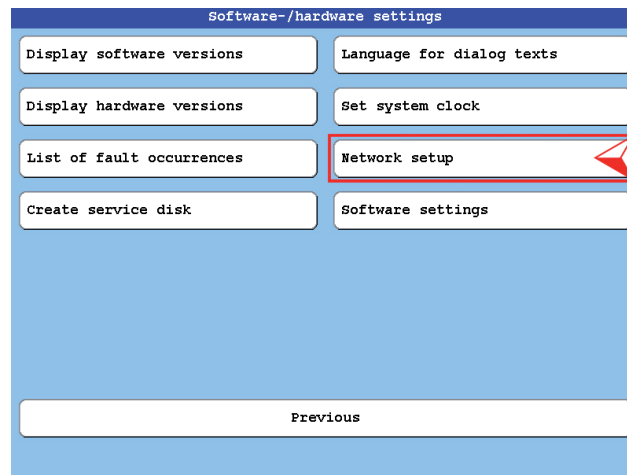 Software-/hardware settings
Display software versions
Language for dialog texts
Display hardware versions
Set system clock
List of fault occurrences
Network setup
Create service disk
Software settings
Previous